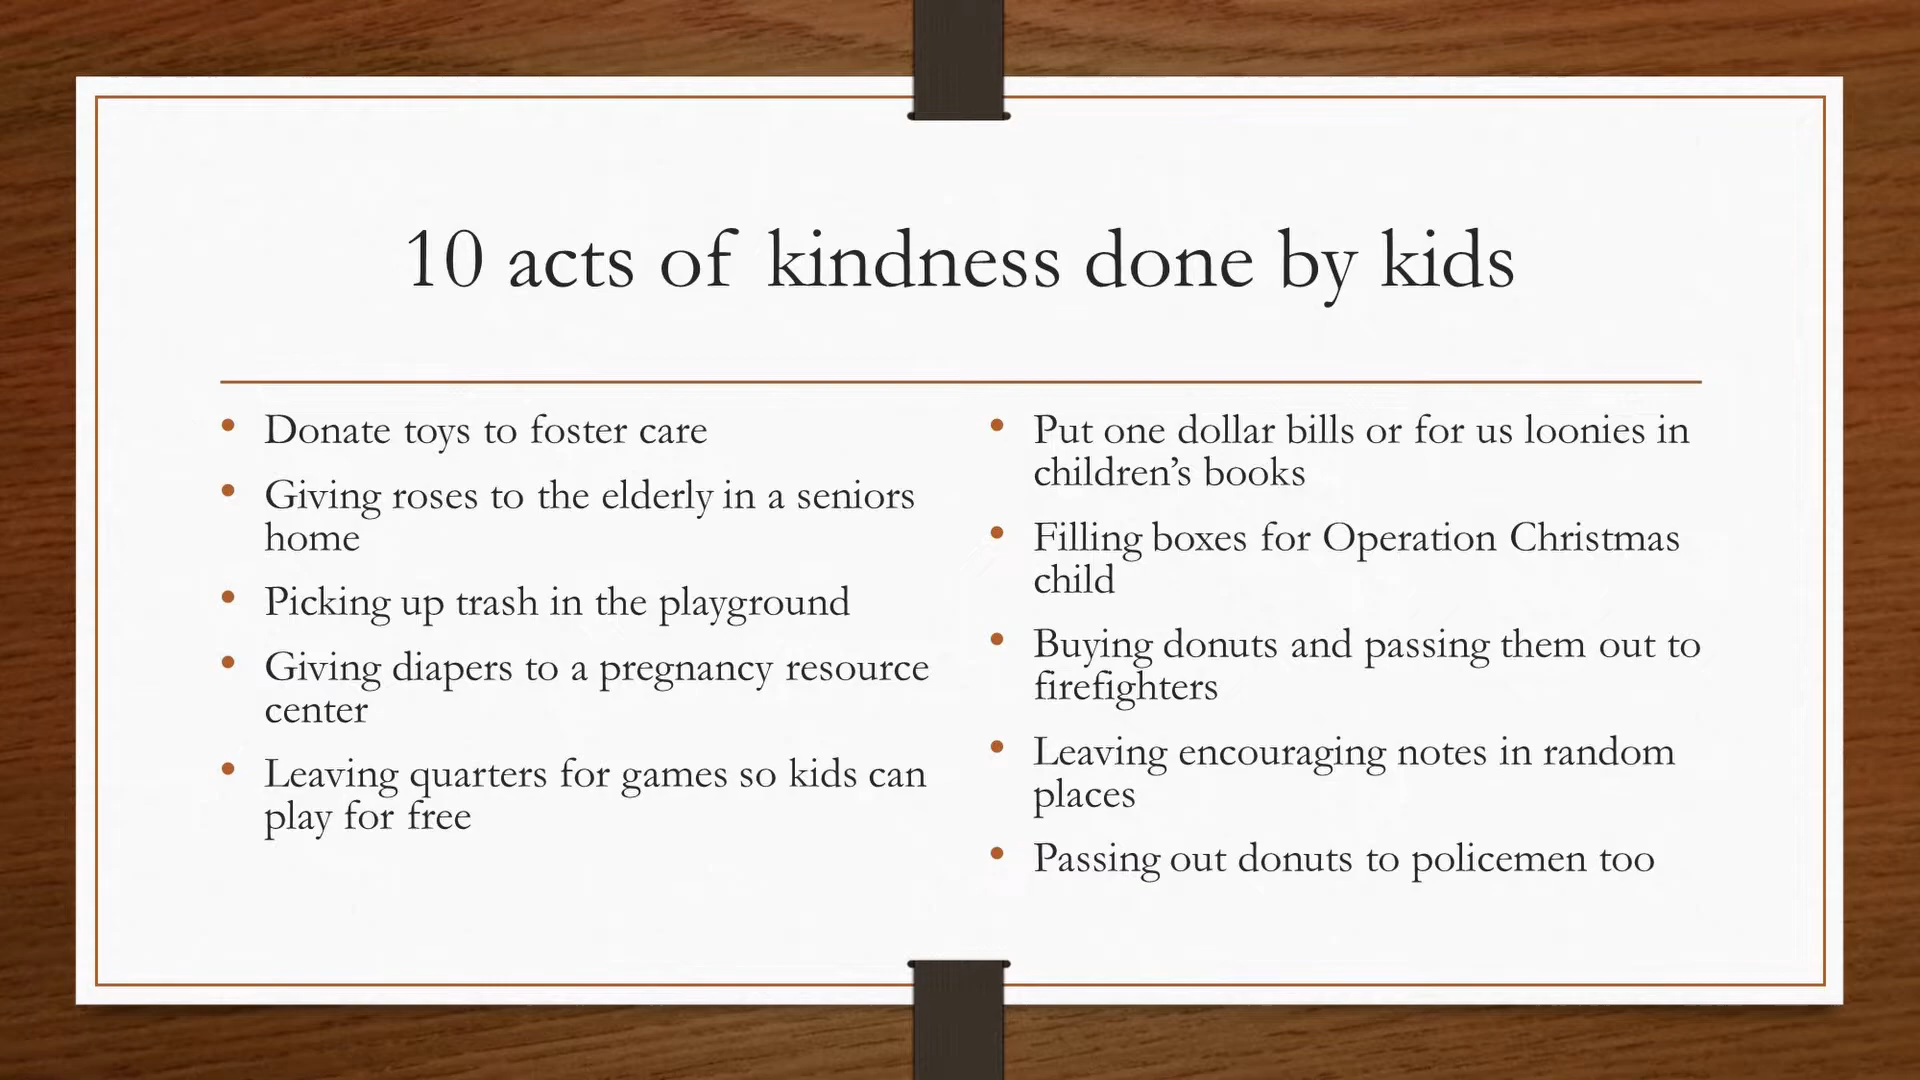 10 acts of kindness done by kids
• Donate toys to foster care
• Giving roses to the elderly in a seniors
home
• Picking up trash in the playground
• Giving diapers to a pregnancy resource
center
• Leaving quarters for games so kids can
play for free
• Put one dollar bills or for us loonies in
children’s books
• Filling boxes for Operation Christmas
child
• Buying donuts and passing them out to
firefighters
• Leaving encouraging notes in random
places
• Passing out donuts to policemen too